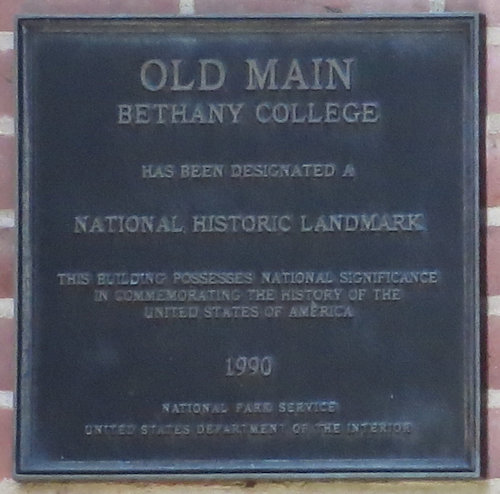 OLD MAIN
BETHANY COLLEGE
HAS BEEN DESIGNATED A
NATIONAL HISTORIC LANDMARK
THIS BUILDING POSSESSES NATIONAL SIGNIFICANCE
IN COMMEMORATING THE HISTORY OF THE
UNITED STATES OF AMERICA
1990
NATIONAL PARK SERVICE
UNITED STATES DEPARTMENT OF THE INTERIOR